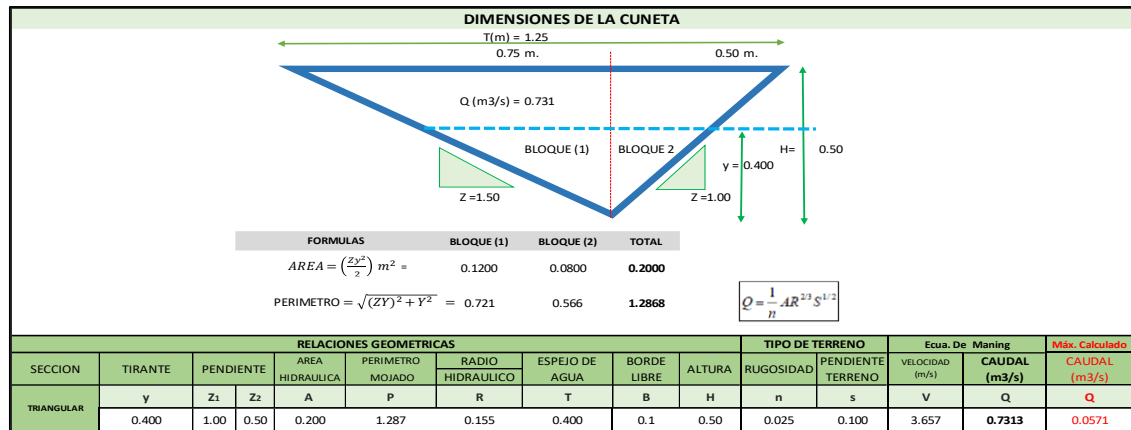 DIMENSIONES DE LA CUNETA
T(m) = 1.25
0.75 m. 0.50 m.
Q (m3/s) = 0.731
BLOQUE (1) BLOQUE 2 H= 0.50
y = 0.400
Z =1.50 Z =1.00
FORMULAS BLOQUE (1) BLOQUE (2) TOTAL
AREA = (Zy²/2) m² = 0.1200 0.0800 0.2000
PERIMETRO = √((ZY)² + Y²) = 0.721 0.566 1.2868
Q = 1/n AR^2/3 S^1/2
RELACIONES GEOMETRICAS TIPO DE TERRENO Ecua. De Maning Máx. Calculado
SECCION TIRANTE PENDIENTE AREA HIDRAULICA PERIMETRO MOJADO RADIO HIDRAULICO ESPEJO DE AGUA BORDE LIBRE ALTURA RUGOSIDAD PENDIENTE TERRENO VELOCIDAD (m/s) CAUDAL (m3/s) CAUDAL (m3/s)
TRIANGULAR y Z1 Z2 A P R T B H n s V Q Q
0.400 1.00 0.50 0.200 1.287 0.155 0.400 0.1 0.50 0.025 0.100 3.657 0.7313 0.0571